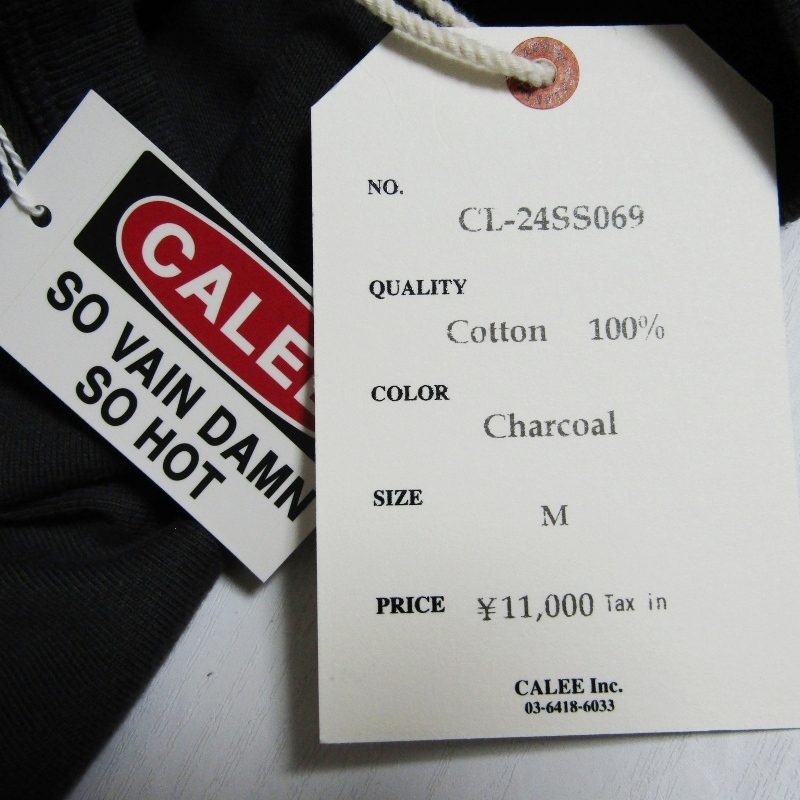 CALEE
SO VAIN DAMN
SO HOT
NO.
CL-24SS069
QUALITY
Cotton 100%
COLOR
Charcoal
SIZE
M
PRICE ¥11,000 Tax in
CALEE Inc.
03-6418-6033